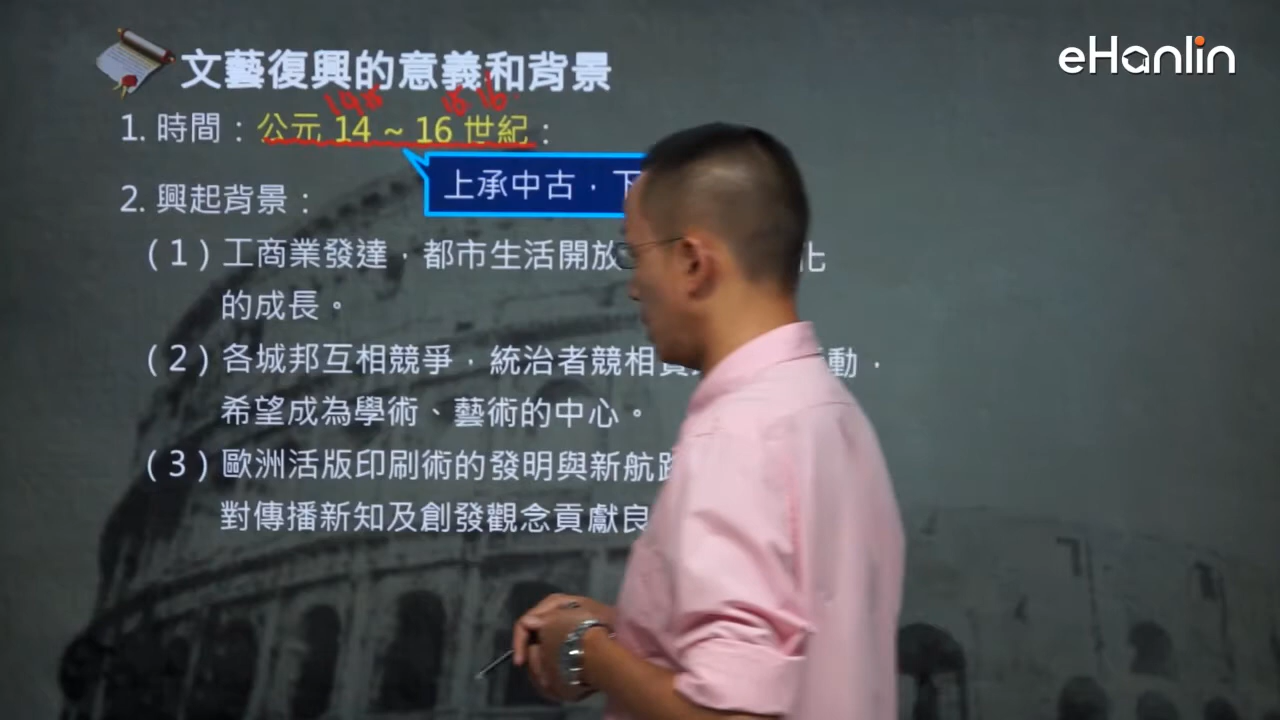 eHanlin
文藝復興的意義和背景
1. 時間：公元 14 ~ 16 世紀：
上承中古，下
2. 興起背景：
（1）工商業發達，都市生活開放 化
的成長。
（2）各城邦互相競爭，統治者競相 動，
希望成為學術、藝術的中心。
（3）歐洲活版印刷術的發明與新航
對傳播新知及創發觀念貢獻良